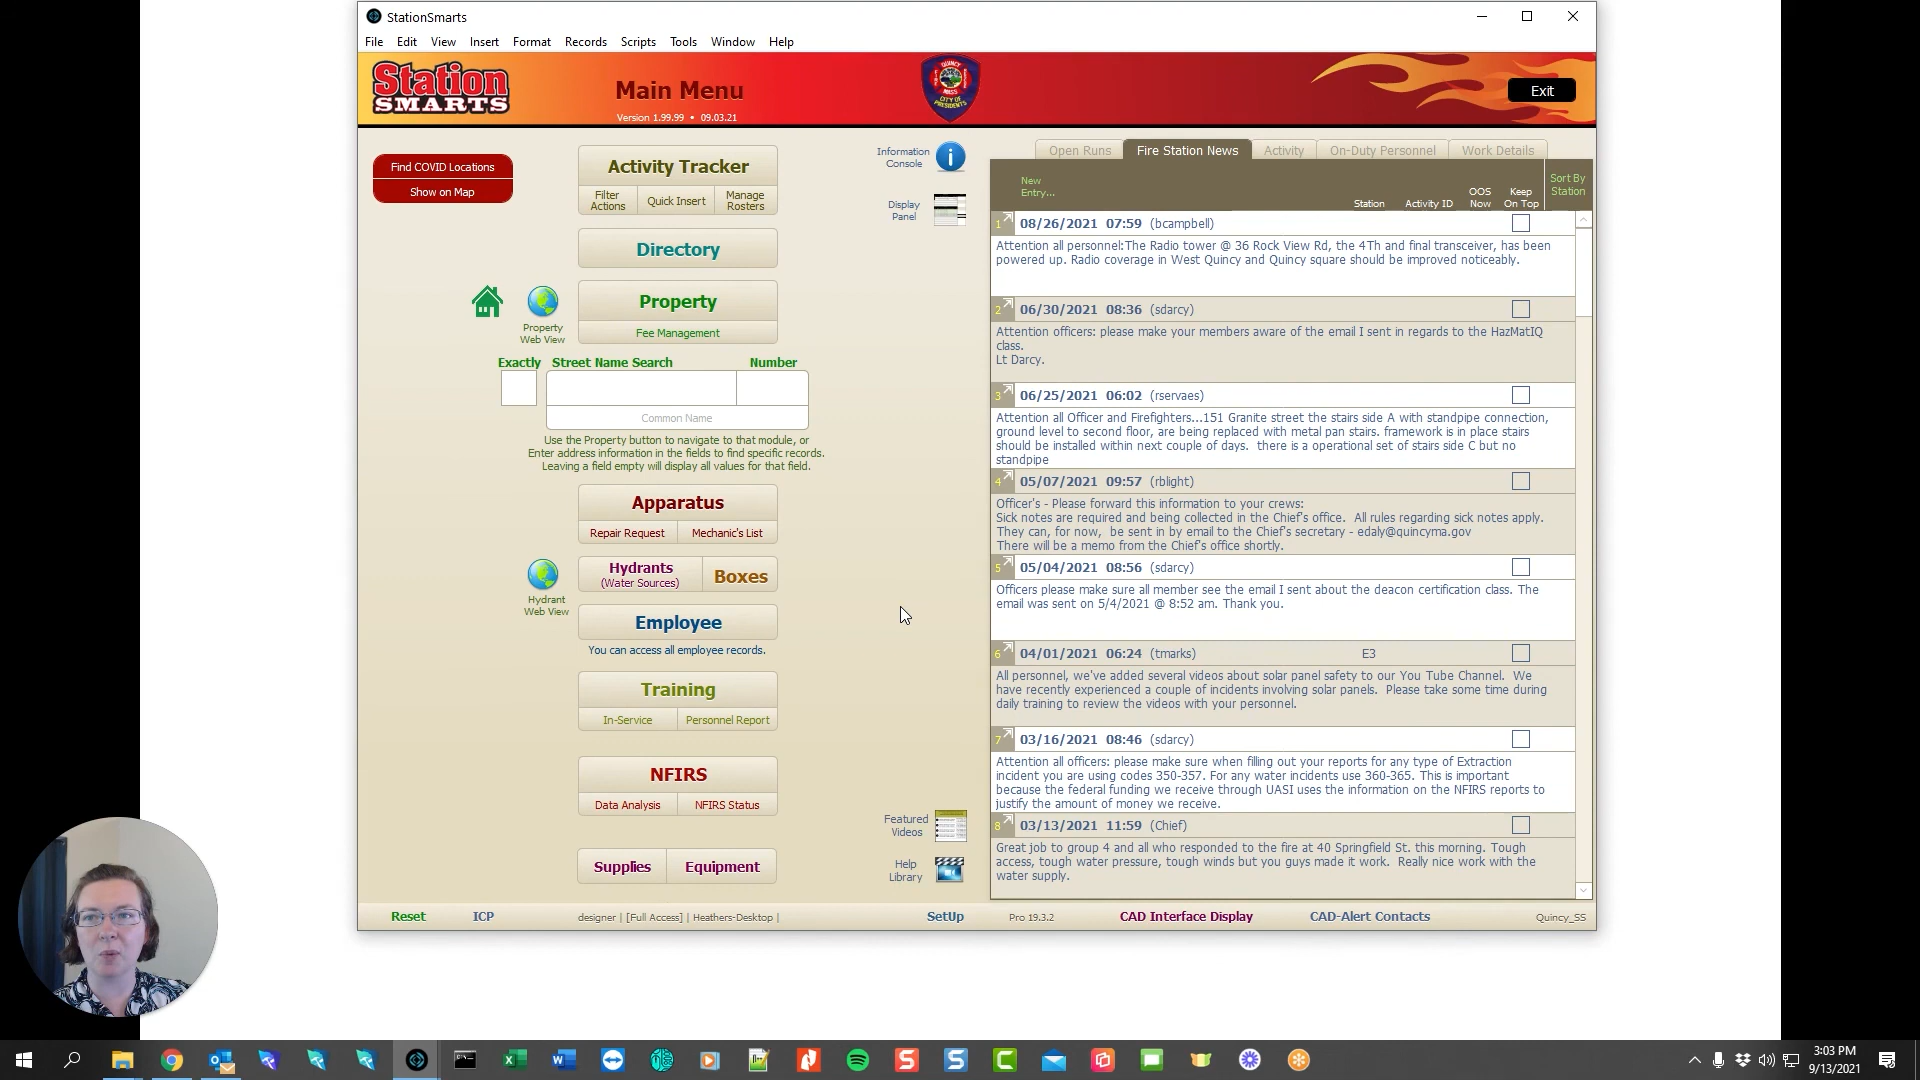 StationSmarts
File Edit View Insert Format Records Scripts Tools Window Help
Station
SMARTS
Main Menu
Version 1.99.99 • 09.03.21
QUINCY
FIRE
MASS
CITY OF
PRESIDENTS
Exit
Find COVID Locations
Show on Map
Activity Tracker
Filter
Actions
Quick Insert
Manage
Rosters
Directory
Property
Web View
Property
Fee Management
Exactly Street Name Search Number
Common Name
Use the Property button to navigate to that module, or
Enter address information in the fields to find specific records.
Leaving a field empty will display all values for that field.
Apparatus
Repair Request Mechanic's List
Hydrant
Web View
Hydrants
(Water Sources)
Boxes
Employee
You can access all employee records.
Training
In-Service Personnel Report
NFIRS
Data Analysis NFIRS Status
Supplies Equipment
Information
Console
Display
Panel
Featured
Videos
Help
Library
Open Runs Fire Station News Activity On-Duty Personnel Work Details
New
Entry...
Station Activity ID
OOS
Now
Keep
On Top
Sort By
Station
1 08/26/2021 07:59 (bcampbell)
Attention all personnel:The Radio tower @ 36 Rock View Rd, the 4Th and final transceiver, has been
powered up. Radio coverage in West Quincy and Quincy square should be improved noticeably.
2 06/30/2021 08:36 (sdarcy)
Attention officers: please make your members aware of the email I sent in regards to the HazMatIQ
class.
Lt Darcy.
3 06/25/2021 06:02 (rservaes)
Attention all Officer and Firefighters...151 Granite street the stairs side A with standpipe connection,
ground level to second floor, are being replaced with metal pan stairs. framework is in place stairs
should be installed within next couple of days. there is a operational set of stairs side C but no
standpipe
4 05/07/2021 09:57 (rblight)
Officer's - Please forward this information to your crews:
Sick notes are required and being collected in the Chief's office. All rules regarding sick notes apply.
They can, for now, be sent in by email to the Chief's secretary - edaly@quincyma.gov
There will be a memo from the Chief's office shortly.
5 05/04/2021 08:56 (sdarcy)
Officers please make sure all member see the email I sent about the deacon certification class. The
email was sent on 5/4/2021 @ 8:52 am. Thank you.
6 04/01/2021 06:24 (tmarks) E3
All personnel, we've added several videos about solar panel safety to our You Tube Channel. We
have recently experienced a couple of incidents involving solar panels. Please take some time during
daily training to review the videos with your personnel.
7 03/16/2021 08:46 (sdarcy)
Attention all officers: please make sure when filling out your reports for any type of Extraction
incident you are using codes 350-357. For any water incidents use 360-365. This is important
because the federal funding we receive through UASI uses the information on the NFIRS reports to
justify the amount of money we receive.
8 03/13/2021 11:59 (Chief)
Great job to group 4 and all who responded to the fire at 40 Springfield St. this morning. Tough
access, tough water pressure, tough winds but you guys made it work. Really nice work with the
water supply.
Reset ICP designer | [Full Access] | Heathers-Desktop | SetUp Pro 19.3.2 CAD Interface Display CAD-Alert Contacts Quincy_SS
3:03 PM
9/13/2021